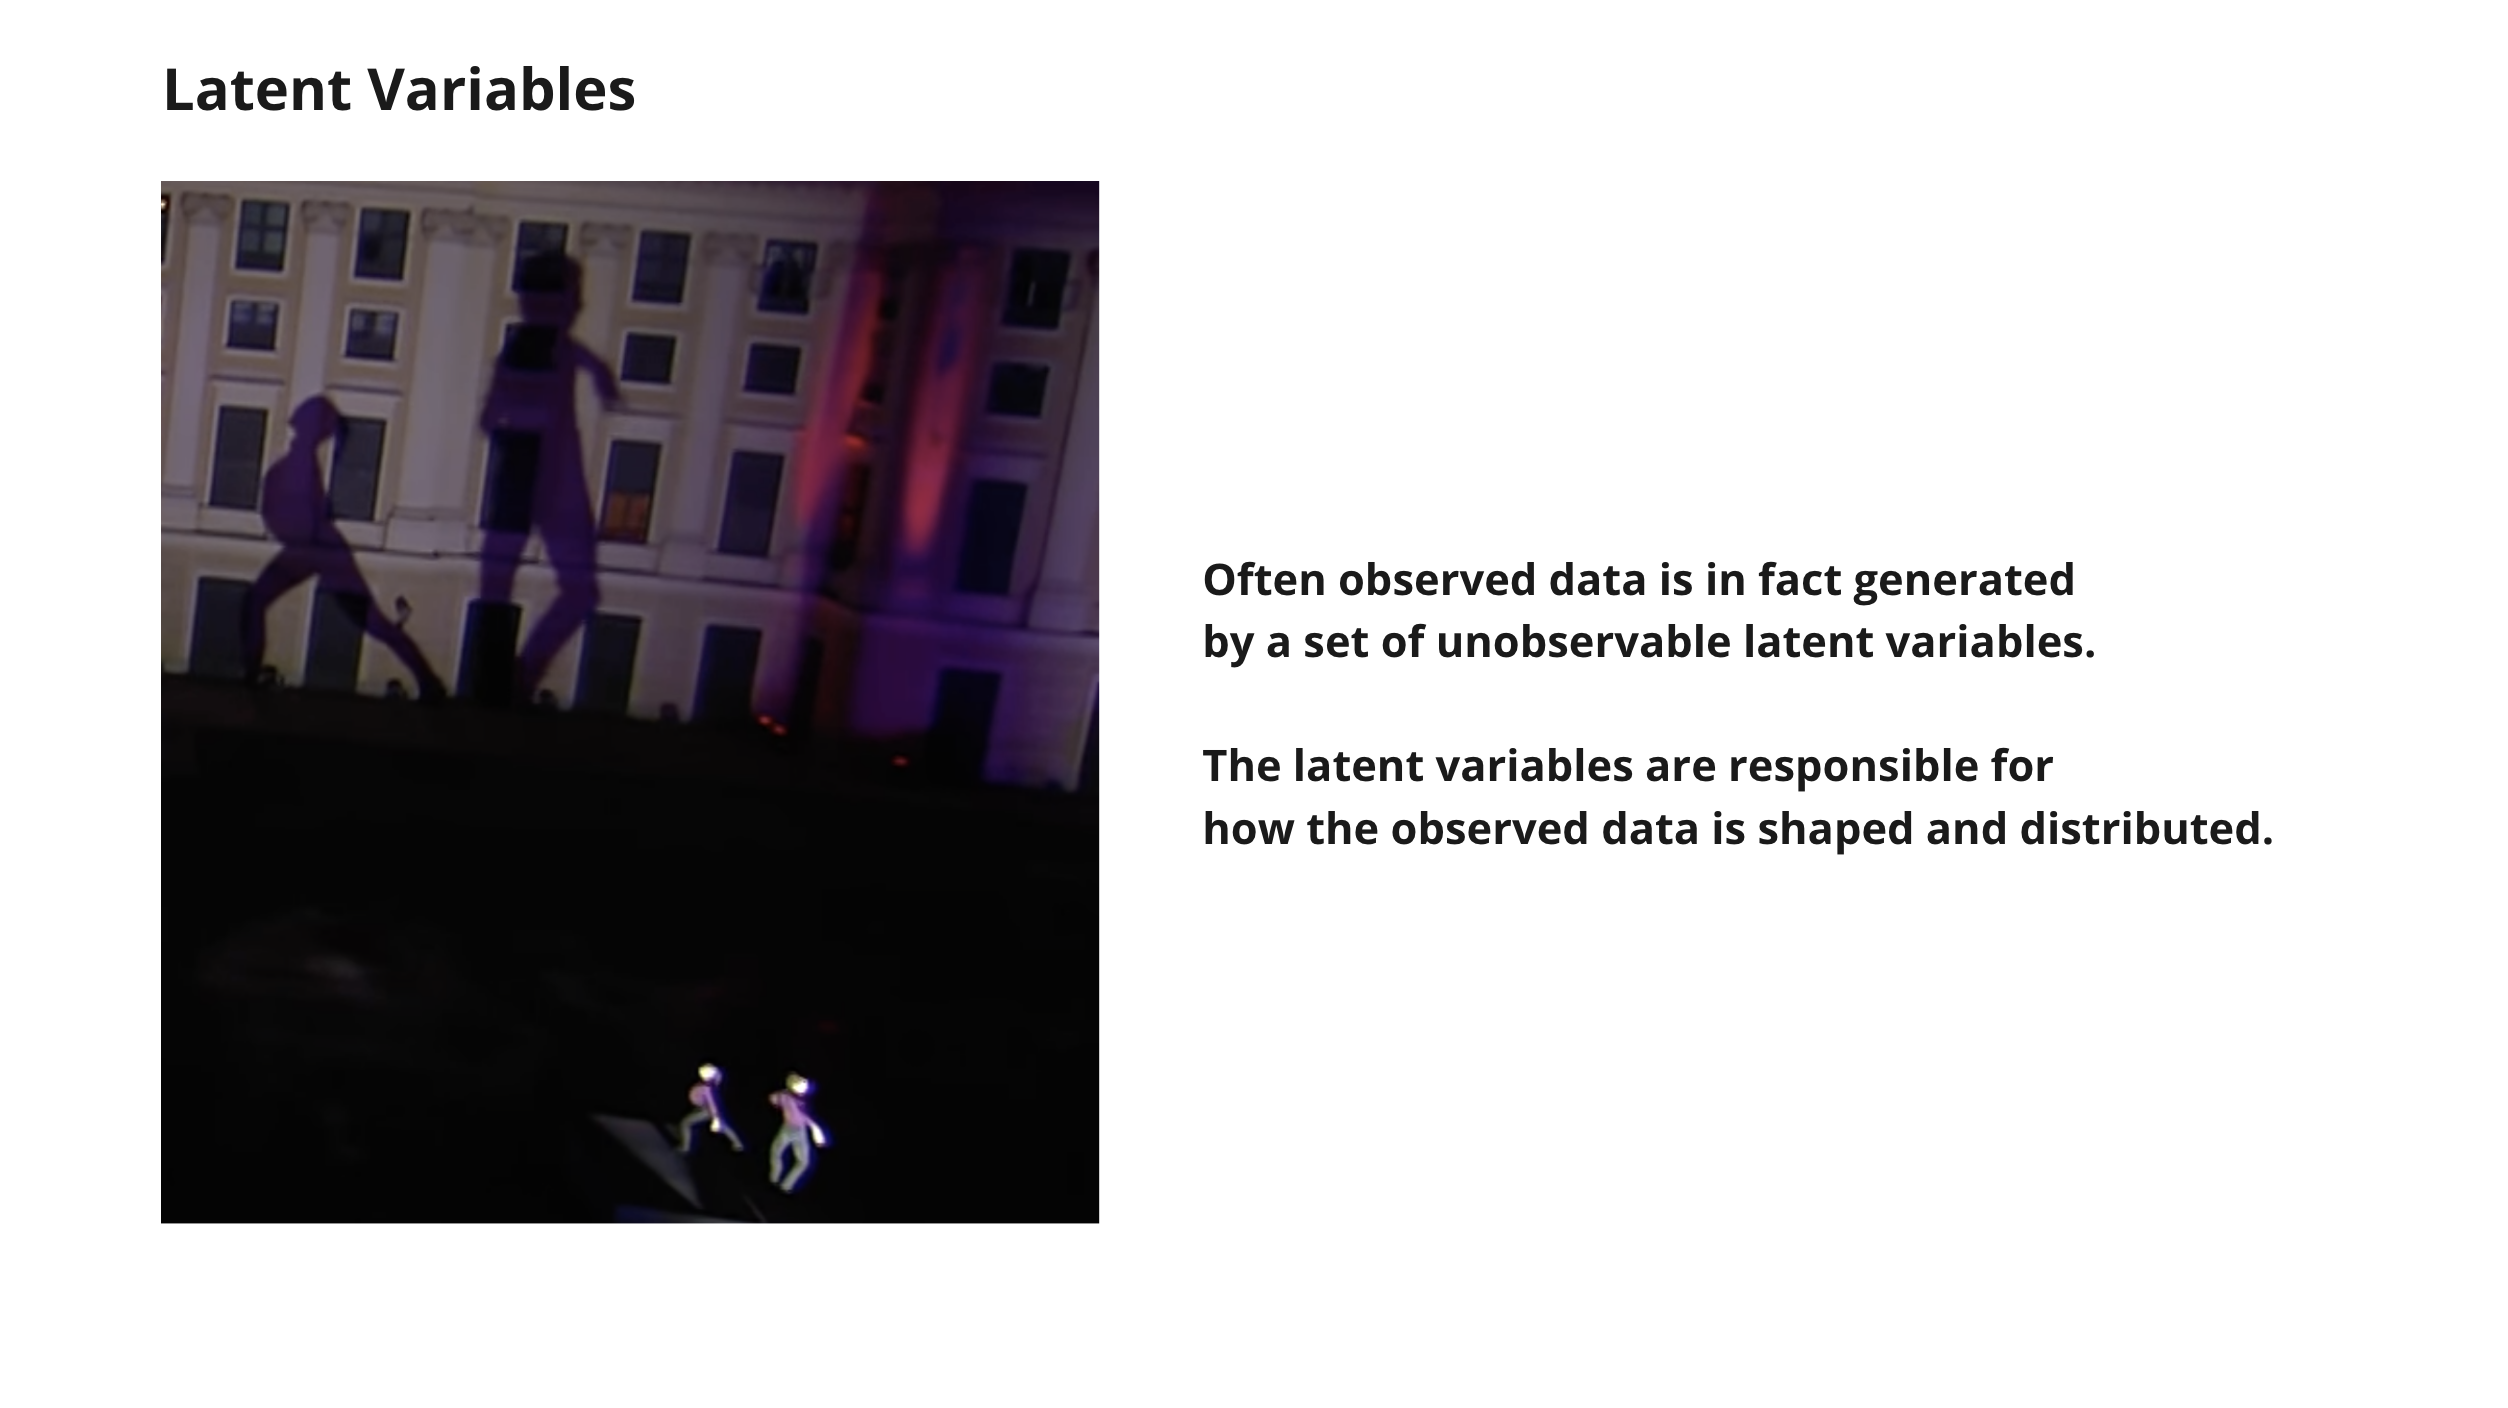 Latent Variables
Often observed data is in fact generated
by a set of unobservable latent variables.
The latent variables are responsible for
how the observed data is shaped and distributed.